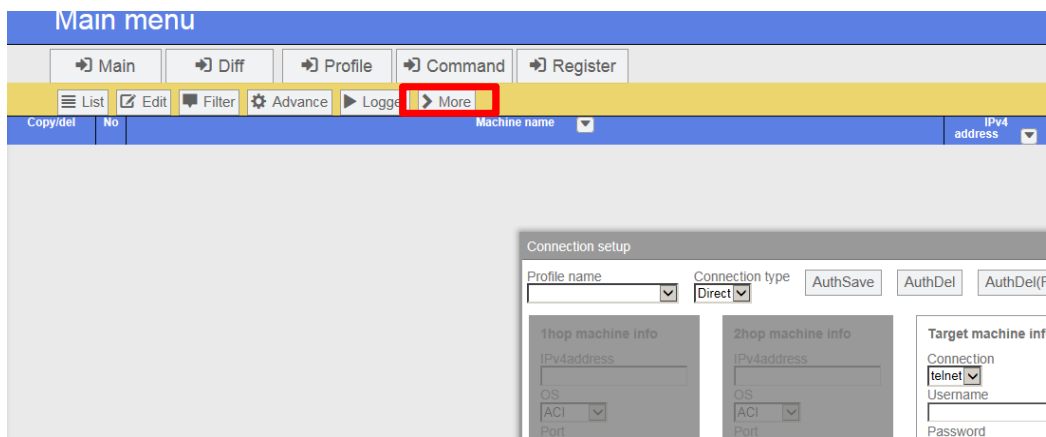 Main menu
Main Diff Profile Command Register
List Edit Filter Advance Logge More
Copy/del No Machine name IPv4 address
Connection setup
Profile name Connection type AuthSave AuthDel AuthDel(
Direct
1hop machine info 2hop machine info Target machine inf
IPv4address IPv4address Connection
telnet
OS OS Username
ACI ACI
Port Port Password